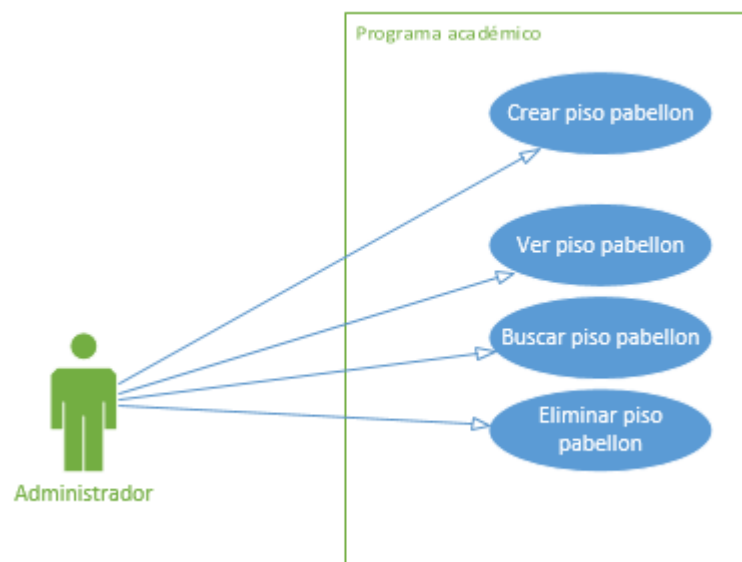 Programa académico
Crear piso pabellon
Ver piso pabellon
Buscar piso pabellon
Eliminar piso
pabellon
Administrador